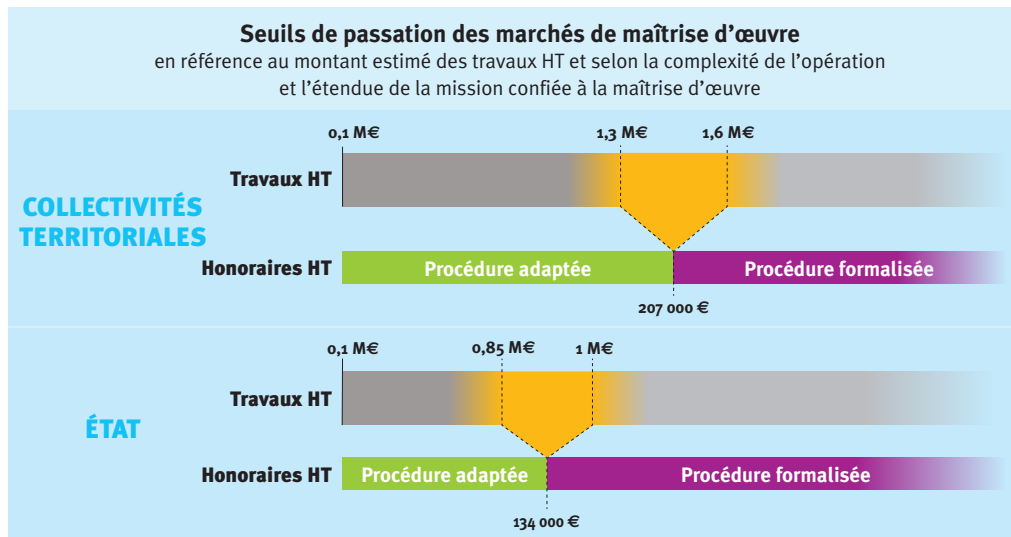 Seuils de passation des marchés de maîtrise d’œuvre
en référence au montant estimé des travaux HT et selon la complexité de l’opération
et l’étendue de la mission confiée à la maîtrise d’œuvre
0,1 M€ 1,3 M€ 1,6 M€
Travaux HT
COLLECTIVITÉS
TERRITORIALES
Honoraires HT Procédure adaptée Procédure formalisée
207 000 €
0,1 M€ 0,85 M€ 1 M€
Travaux HT
ÉTAT
Honoraires HT Procédure adaptée Procédure formalisée
134 000 €